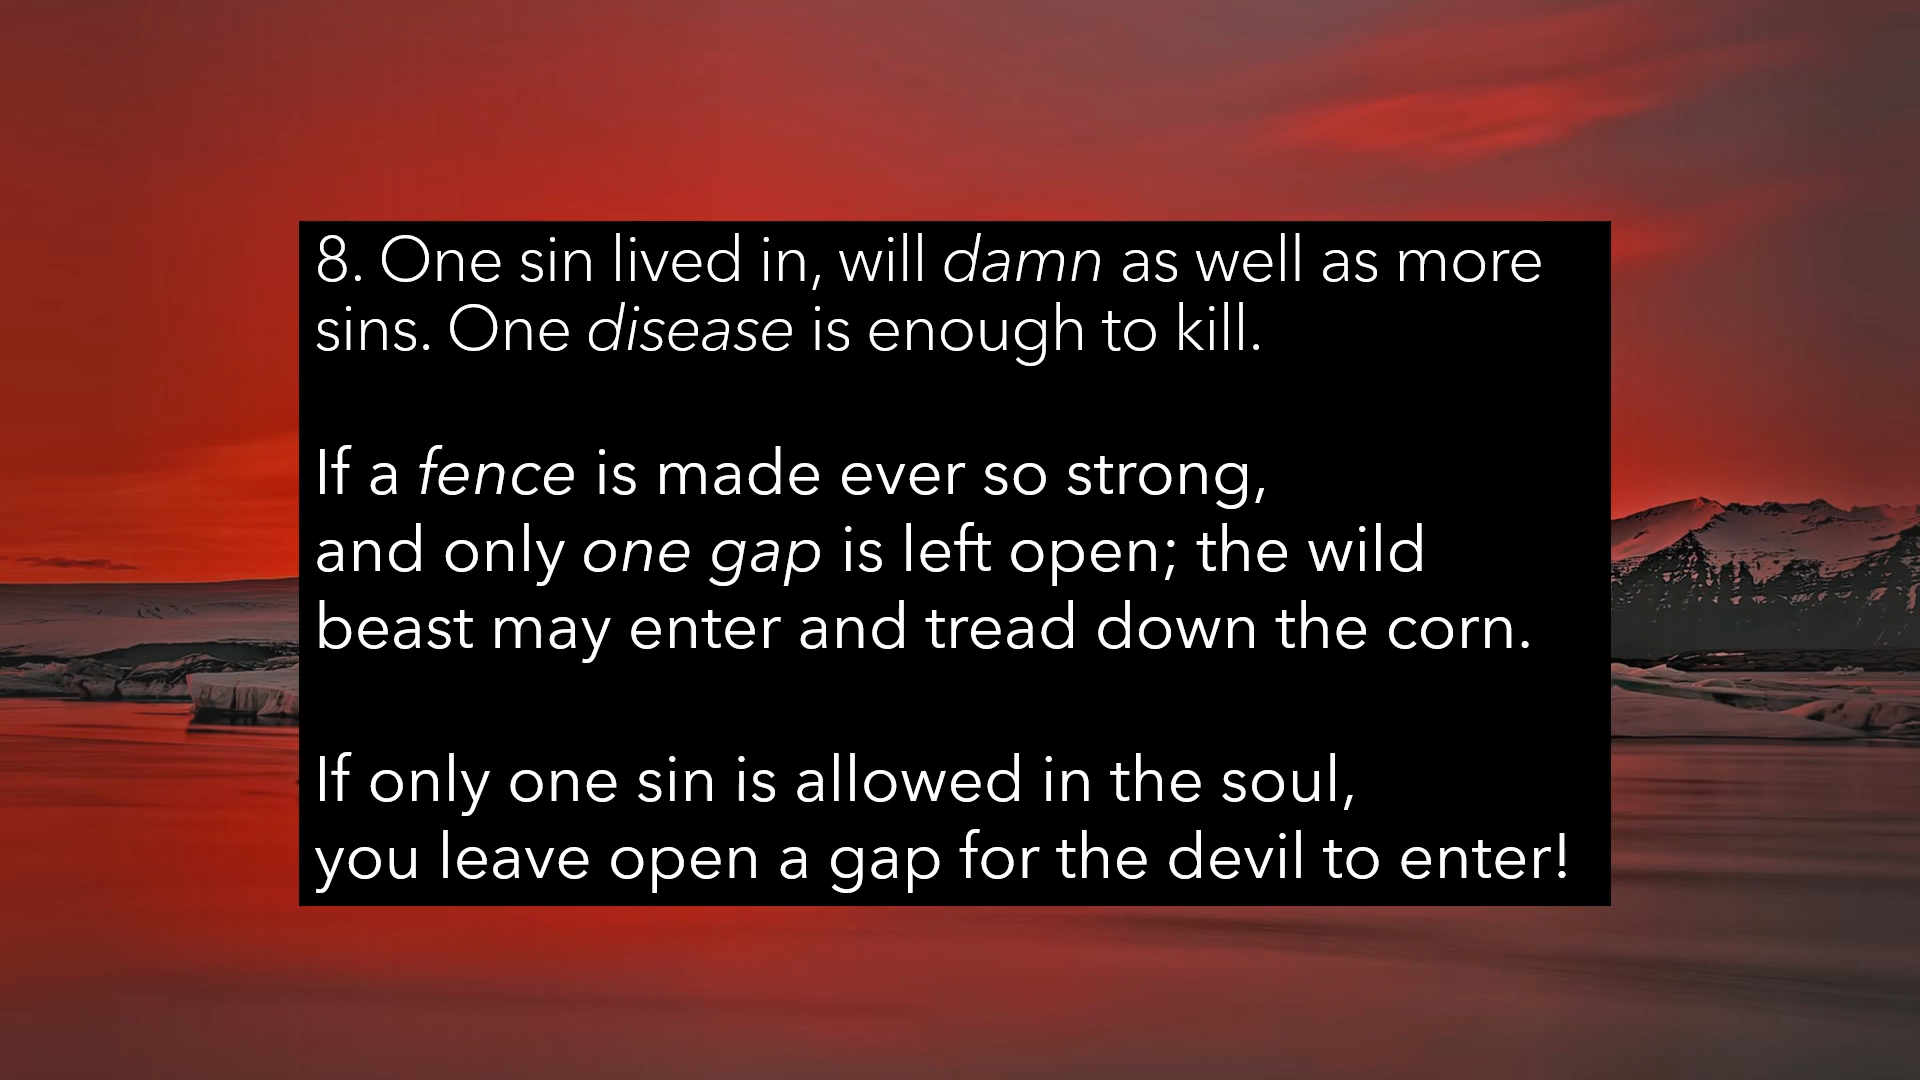 8. One sin lived in, will damn as well as more
sins. One disease is enough to kill.
If a fence is made ever so strong,
and only one gap is left open; the wild
beast may enter and tread down the corn.
If only one sin is allowed in the soul,
you leave open a gap for the devil to enter!